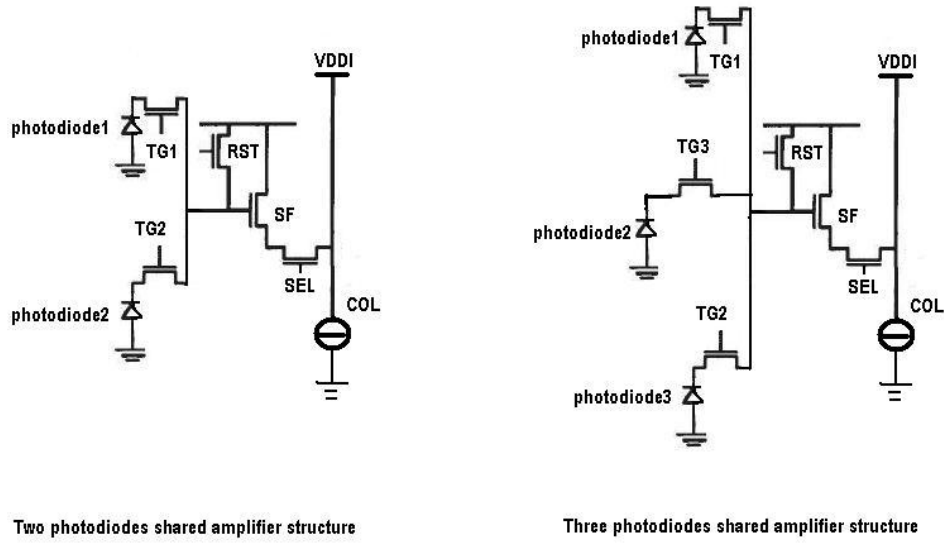 VDDI
photodiode1
TG1
RST
SF
TG2
SEL
photodiode2
COL
Two photodiodes shared amplifier structure
photodiode1
TG1
VDDI
TG3
RST
SF
photodiode2
SEL
TG2
COL
photodiode3
Three photodiodes shared amplifier structure